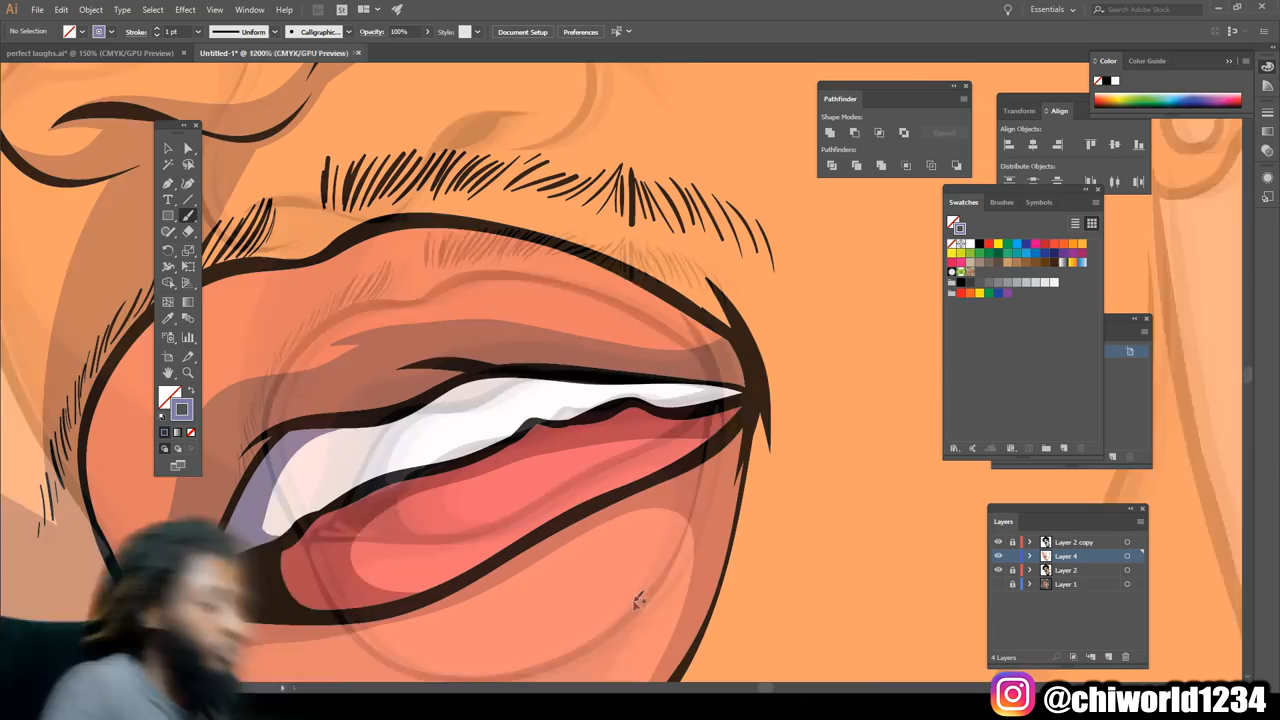 Ai File Edit Object Type Select Effect View Window Help Br St Essentials Search Adobe Stock
No Selection Stroke: 1 pt Uniform Calligraphic... Opacity: 100% Style: Document Setup Preferences
perfect laughs.ai* @ 150% (CMYK/GPU Preview) × Untitled-1* @ 1200% (CMYK/GPU Preview) ×
Color Color Guide
Pathfinder
Shape Modes:
Expand
Pathfinders:
Transform Align
Align Objects:
Distribute Objects:
Swatches Brushes Symbols
Layers
Layer 2 copy
Layer 4
Layer 2
Layer 1
4 Layers
@chiworld1234